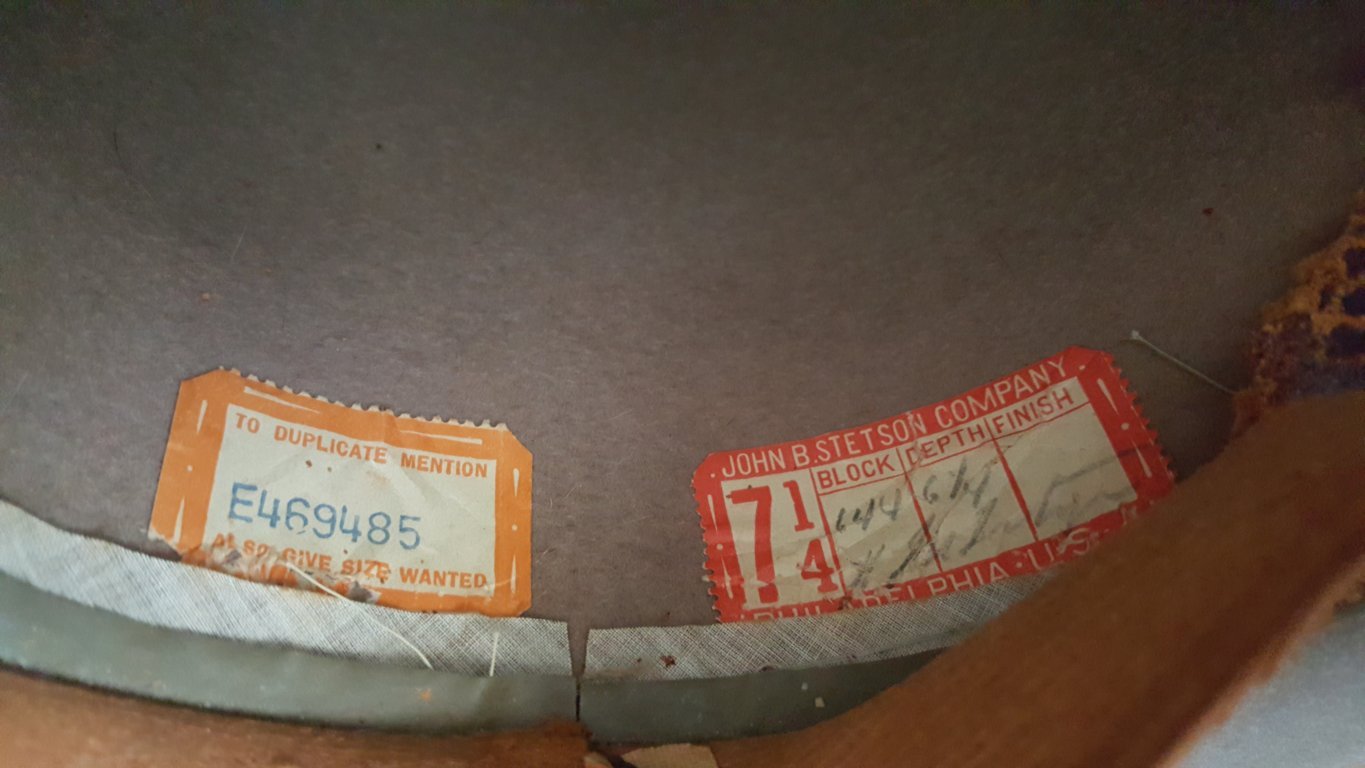 TO DUPLICATE MENTION
E469485
ALSO GIVE SIZE WANTED
JOHN B. STETSON COMPANY
BLOCK DEPTH FINISH
7 1/4
PHILADELPHIA · U.S.